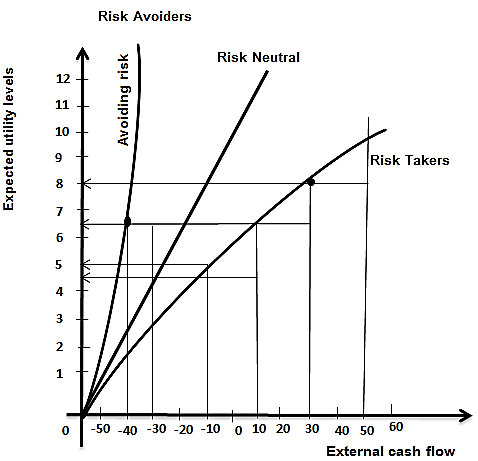 Risk Avoiders
Risk Neutral
Avoiding risk
Expected utility levels
12
11
10
9
8
7
6
5
4
3
2
1
Risk Takers
0 -50 -40 -30 -20 -10 0 10 20 30 40 50 60
External cash flow